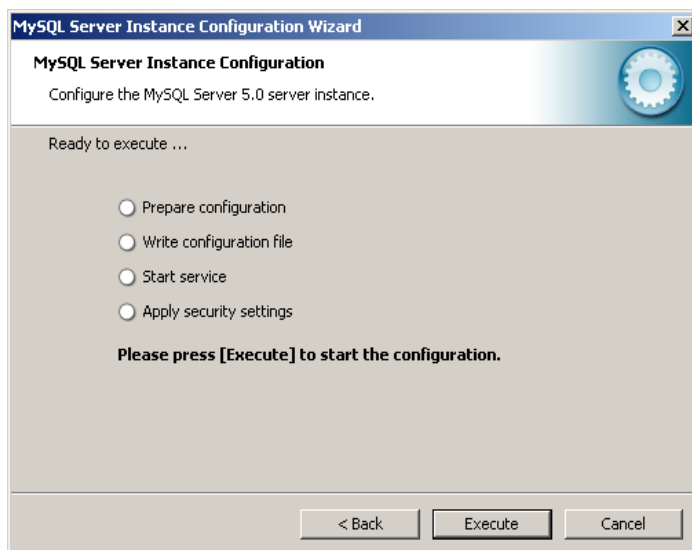 MySQL Server Instance Configuration Wizard
MySQL Server Instance Configuration
Configure the MySQL Server 5.0 server instance.
Ready to execute ...
Prepare configuration
Write configuration file
Start service
Apply security settings
Please press [Execute] to start the configuration.
< Back
Execute
Cancel